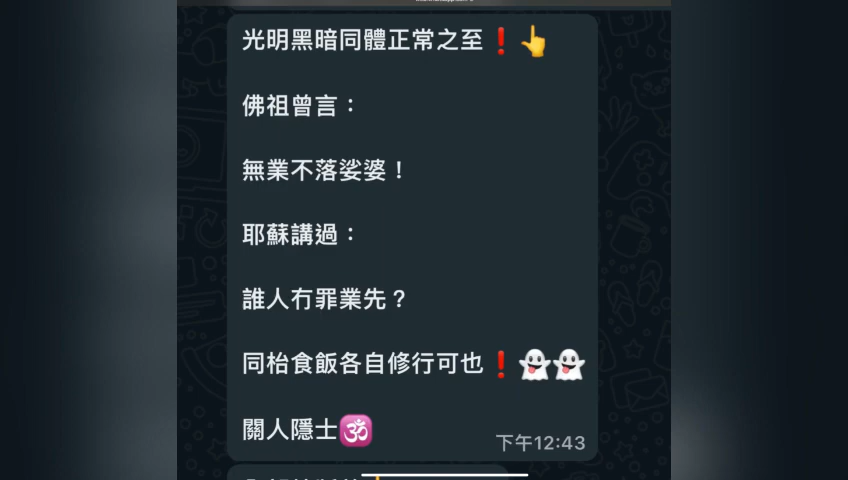 光明黑暗同體正常之至❗👆
佛祖曾言：
無業不落娑婆！
耶蘇講過：
誰人冇罪業先？
同枱食飯各自修行可也❗👻👻
關人隱士🕉
下午12:43